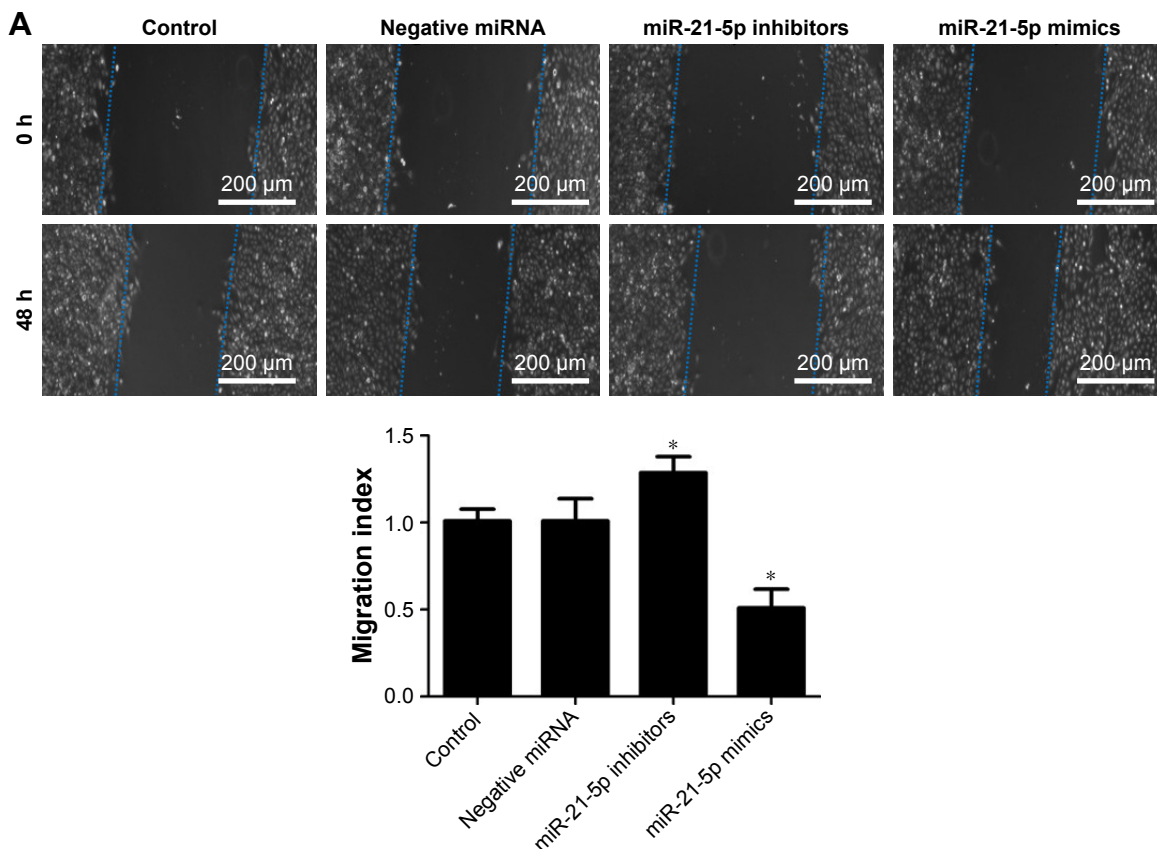 A
Control Negative miRNA miR-21-5p inhibitors miR-21-5p mimics
0 h
200 µm 200 µm 200 µm 200 µm
48 h
200 µm 200 µm 200 µm 200 µm
Migration index
1.5
1.0
0.5
0.0
*
*
Control
Negative miRNA
miR-21-5p inhibitors
miR-21-5p mimics